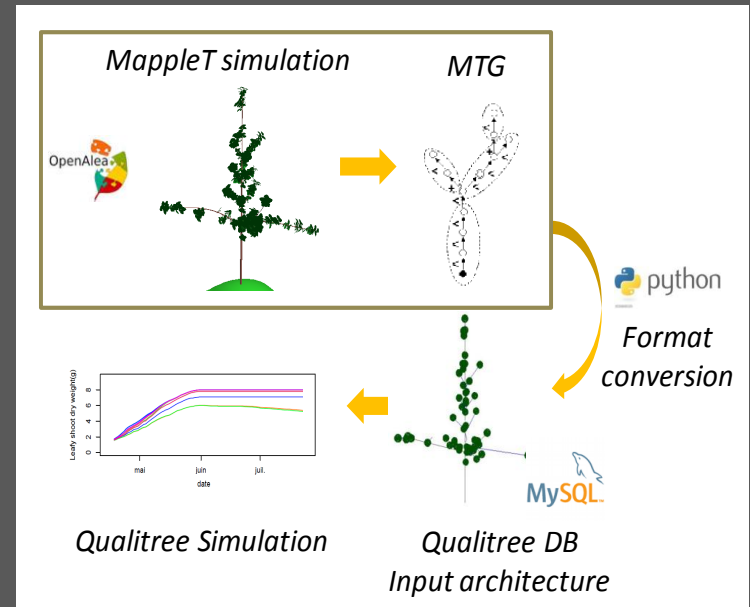 MappleT simulation
MTG
OpenAlea
python
Format
conversion
Leafy shoot dry weight(g)
8
6
4
2
0
mai
juin
juil.
date
MySQL
Qualitree Simulation
Qualitree DB
Input architecture